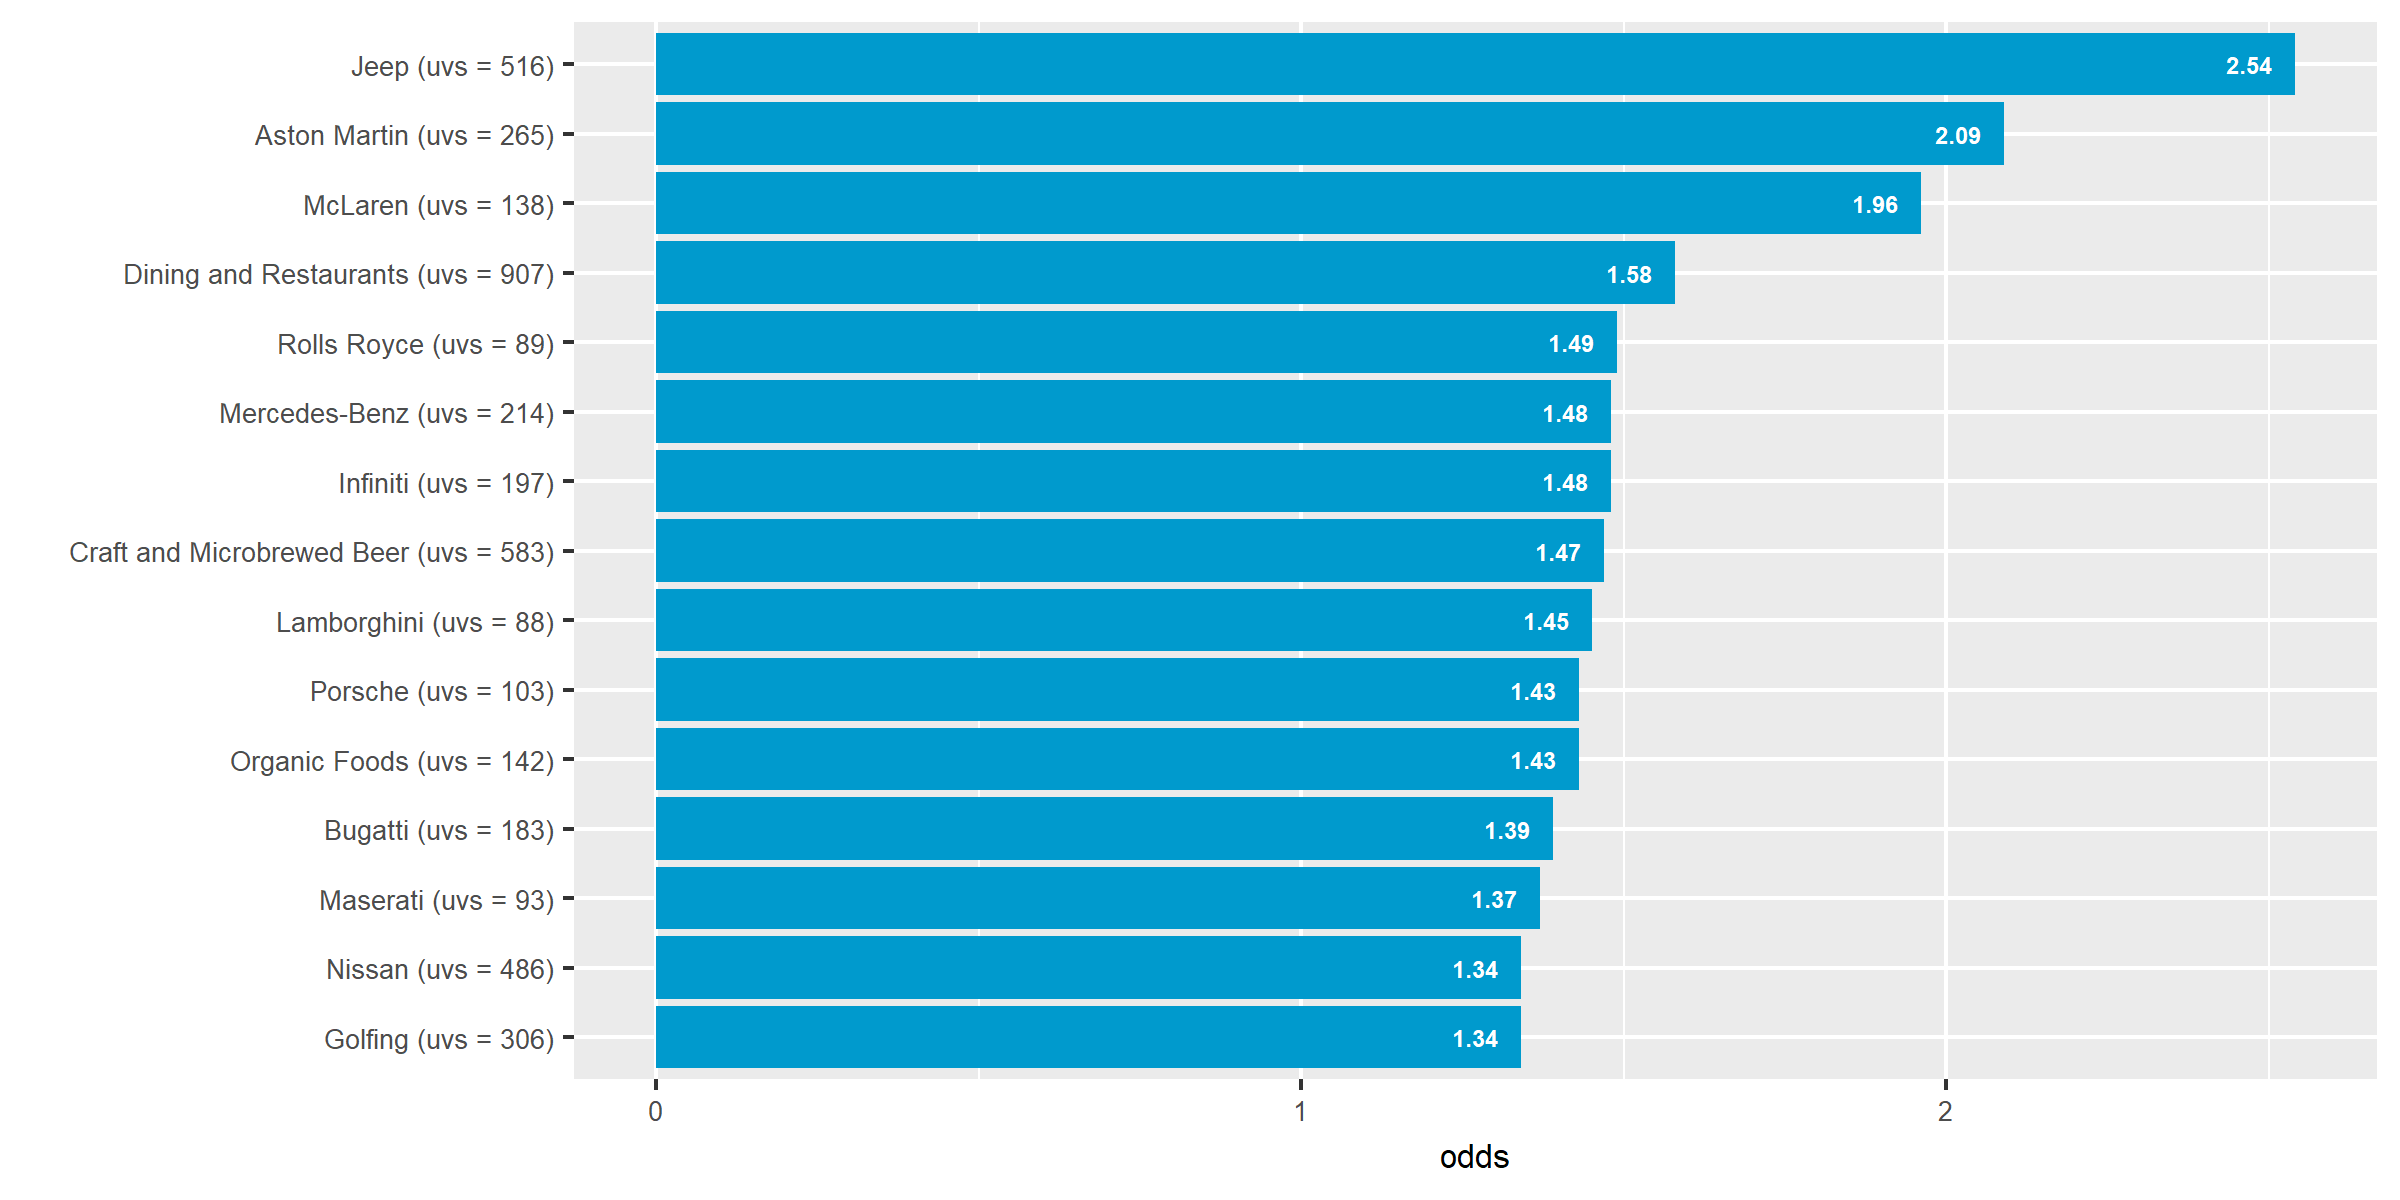 Jeep (uvs = 516) 2.54
Aston Martin (uvs = 265) 2.09
McLaren (uvs = 138) 1.96
Dining and Restaurants (uvs = 907) 1.58
Rolls Royce (uvs = 89) 1.49
Mercedes-Benz (uvs = 214) 1.48
Infiniti (uvs = 197) 1.48
Craft and Microbrewed Beer (uvs = 583) 1.47
Lamborghini (uvs = 88) 1.45
Porsche (uvs = 103) 1.43
Organic Foods (uvs = 142) 1.43
Bugatti (uvs = 183) 1.39
Maserati (uvs = 93) 1.37
Nissan (uvs = 486) 1.34
Golfing (uvs = 306) 1.34
0 1 2
odds